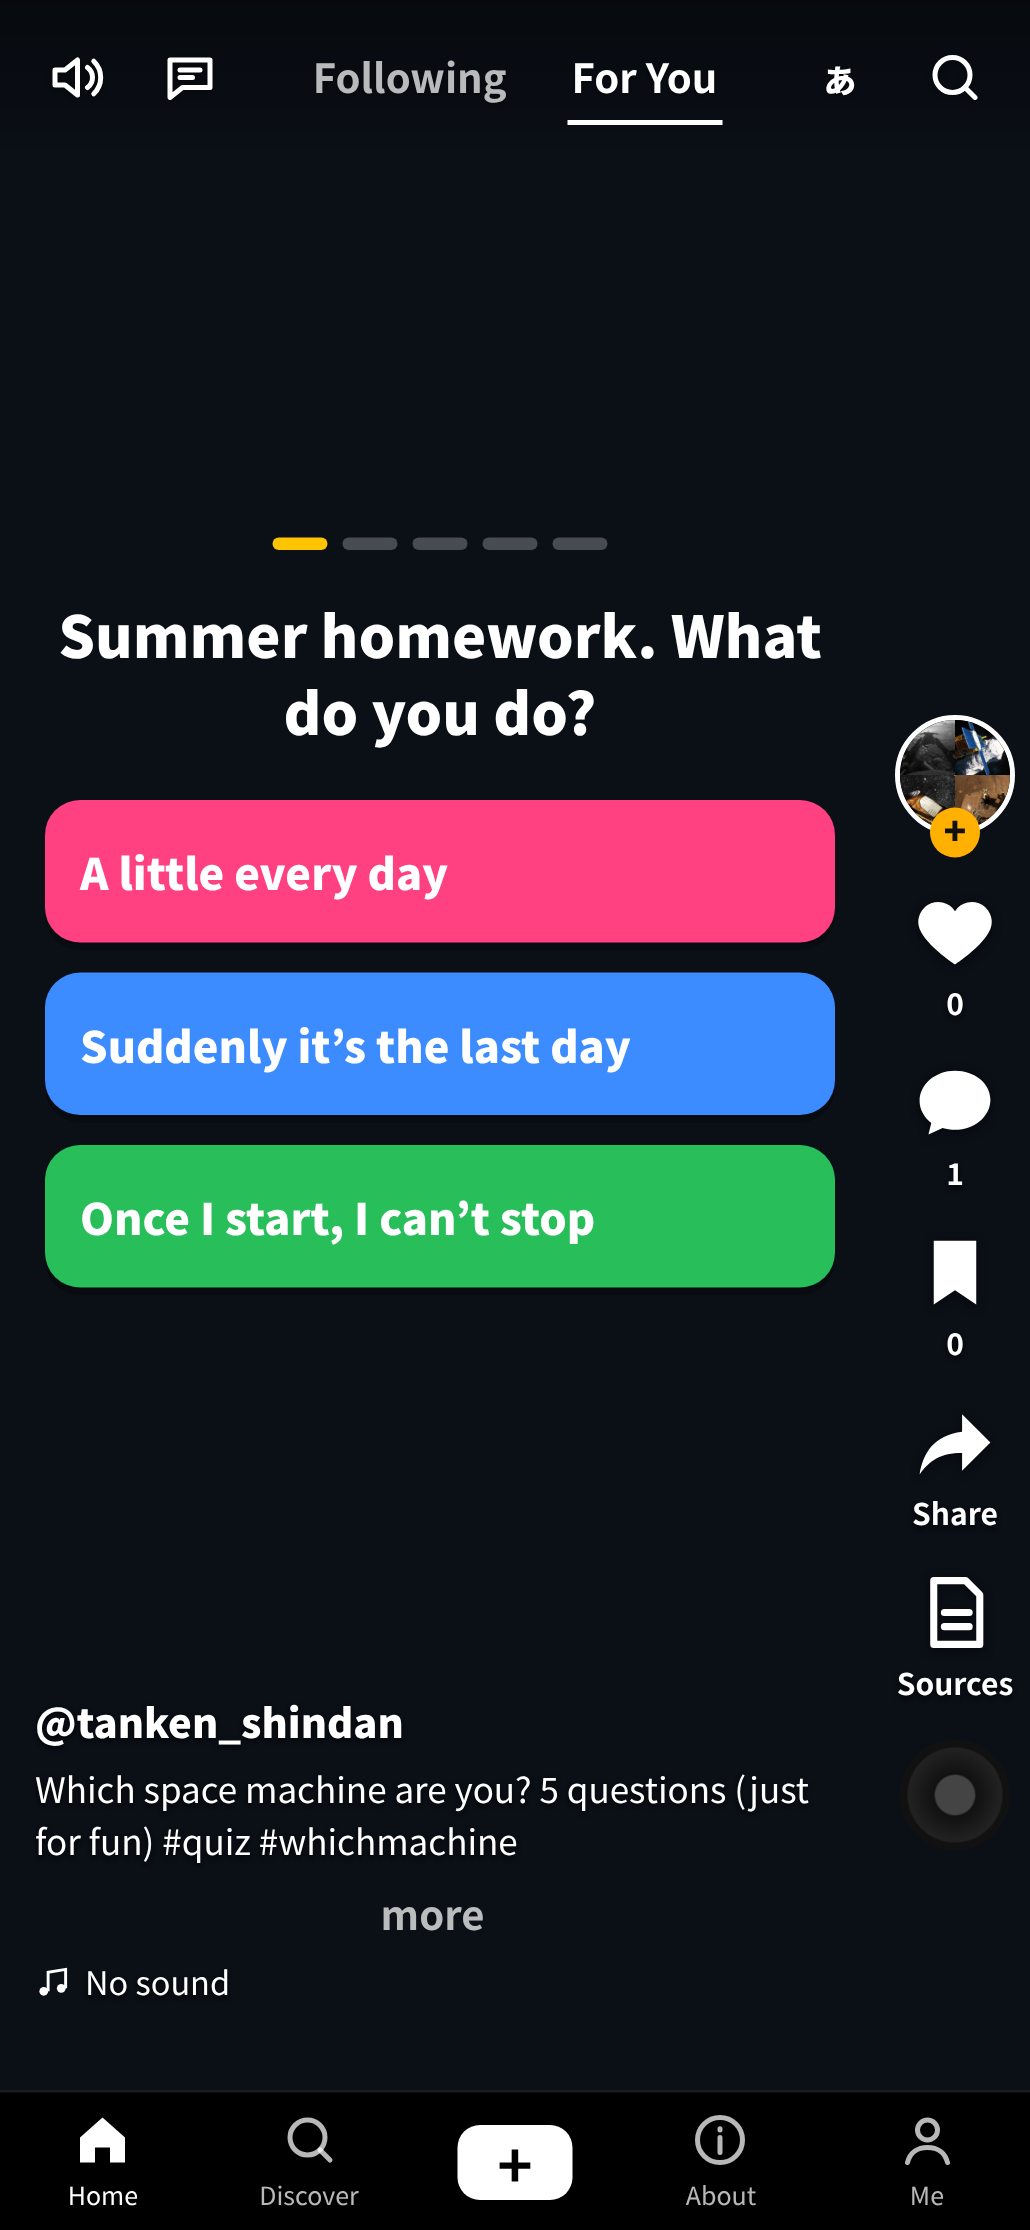 Following
For You
あ
Summer homework. What
do you do?
A little every day
Suddenly it’s the last day
Once I start, I can’t stop
0
1
0
Share
Sources
@tanken_shindan
Which space machine are you? 5 questions (just
for fun) #quiz #whichmachine
more
No sound
Home
Discover
About
Me